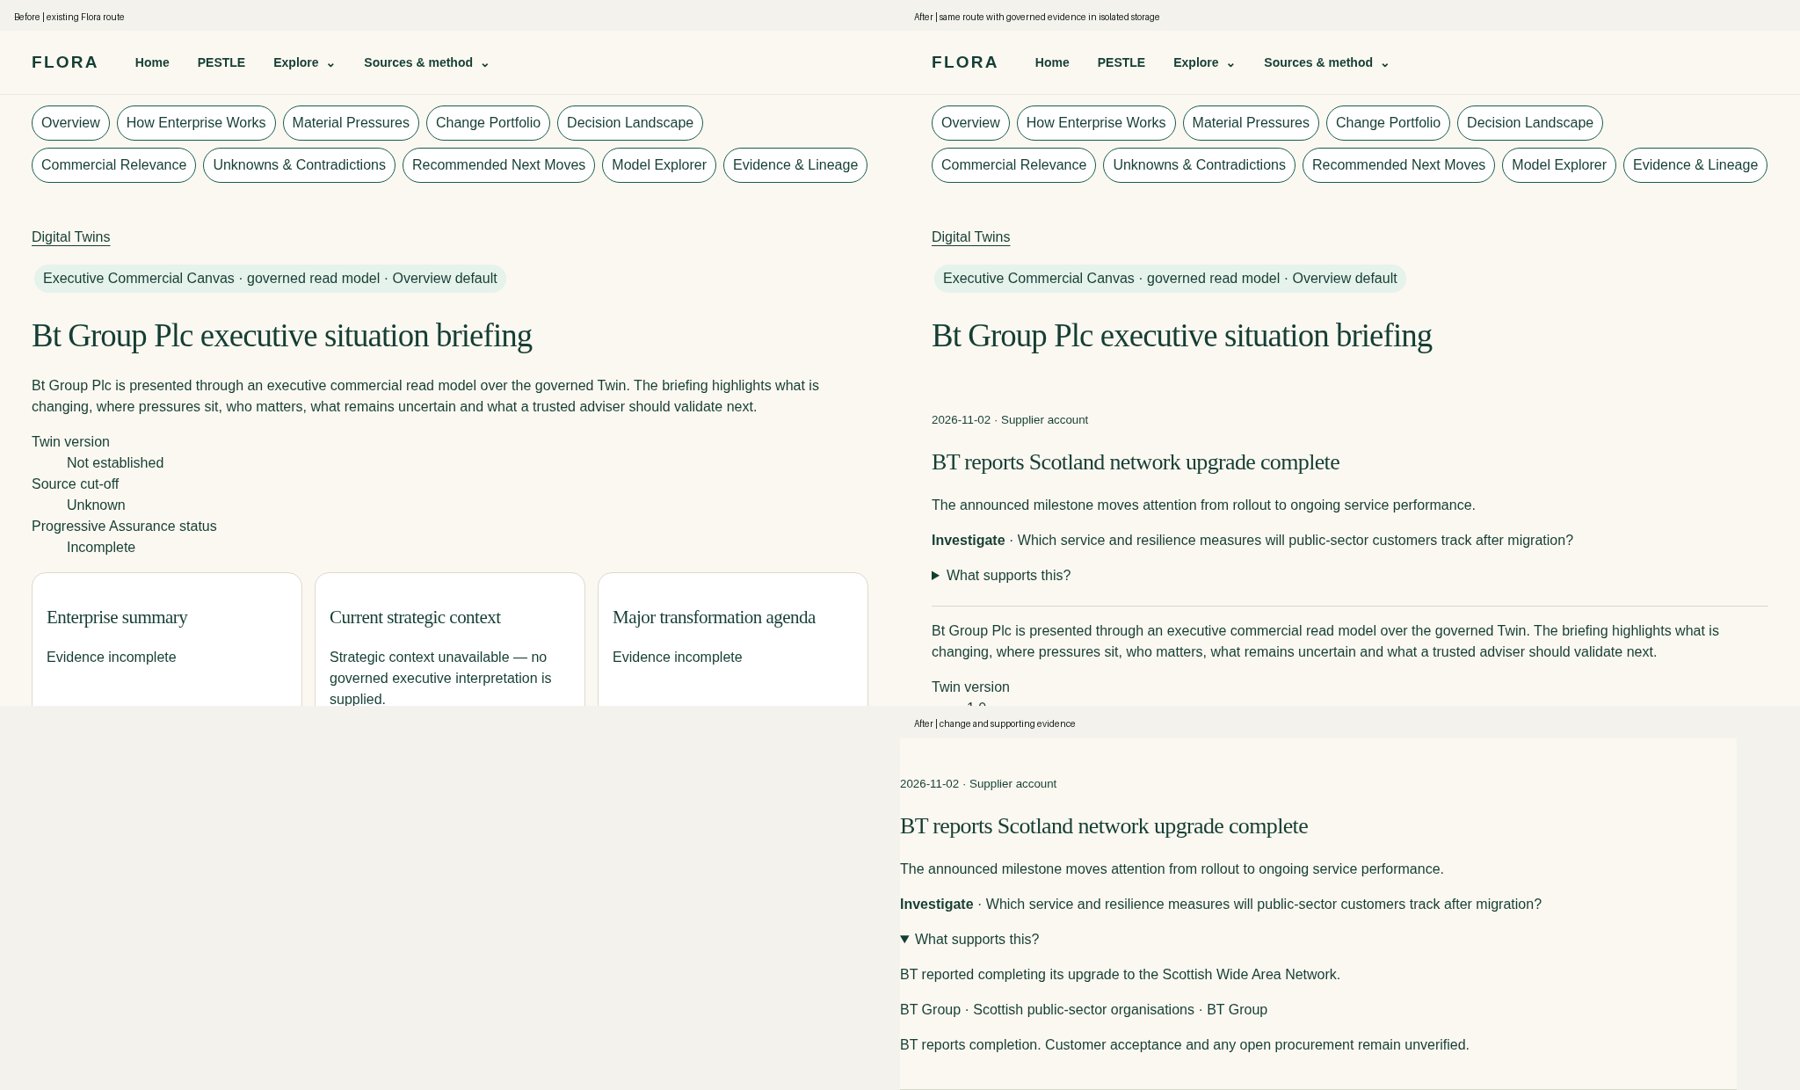 Before | existing Flora route
FLORA Home PESTLE Explore Sources & method
Overview How Enterprise Works Material Pressures Change Portfolio Decision Landscape
Commercial Relevance Unknowns & Contradictions Recommended Next Moves Model Explorer Evidence & Lineage
Digital Twins
Executive Commercial Canvas · governed read model · Overview default
Bt Group Plc executive situation briefing
Bt Group Plc is presented through an executive commercial read model over the governed Twin. The briefing highlights what is
changing, where pressures sit, who matters, what remains uncertain and what a trusted adviser should validate next.
Twin version
Not established
Source cut-off
Unknown
Progressive Assurance status
Incomplete
Enterprise summary
Evidence incomplete
Current strategic context
Strategic context unavailable — no
governed executive interpretation is
supplied.
Major transformation agenda
Evidence incomplete
After | same route with governed evidence in isolated storage
FLORA Home PESTLE Explore Sources & method
Overview How Enterprise Works Material Pressures Change Portfolio Decision Landscape
Commercial Relevance Unknowns & Contradictions Recommended Next Moves Model Explorer Evidence & Lineage
Digital Twins
Executive Commercial Canvas · governed read model · Overview default
Bt Group Plc executive situation briefing
2026-11-02 · Supplier account
BT reports Scotland network upgrade complete
The announced milestone moves attention from rollout to ongoing service performance.
Investigate · Which service and resilience measures will public-sector customers track after migration?
What supports this?
Bt Group Plc is presented through an executive commercial read model over the governed Twin. The briefing highlights what is
changing, where pressures sit, who matters, what remains uncertain and what a trusted adviser should validate next.
Twin version
After | change and supporting evidence
2026-11-02 · Supplier account
BT reports Scotland network upgrade complete
The announced milestone moves attention from rollout to ongoing service performance.
Investigate · Which service and resilience measures will public-sector customers track after migration?
What supports this?
BT reported completing its upgrade to the Scottish Wide Area Network.
BT Group · Scottish public-sector organisations · BT Group
BT reports completion. Customer acceptance and any open procurement remain unverified.